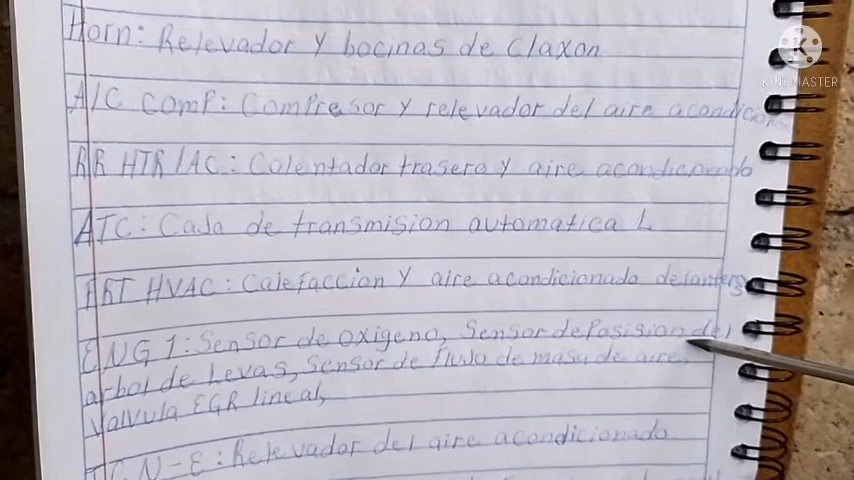 Horn: Relevador y bocinas de claxon
KINEMASTER
A/C COMP: Compresor y relevador del aire acondicionado
RR HTR/AC: Calentador trasero y aire acondicionado
ATC: Caja de transmision automatica L
FRT HVAC: Calefaccion y aire acondicionado delantero
ENG 1: Sensor de oxigeno, Sensor de Posision del
arbol de Levas, Sensor de flujo de masa de aire,
Valvula EGR lineal,
N-E: Relevador del aire acondicionado